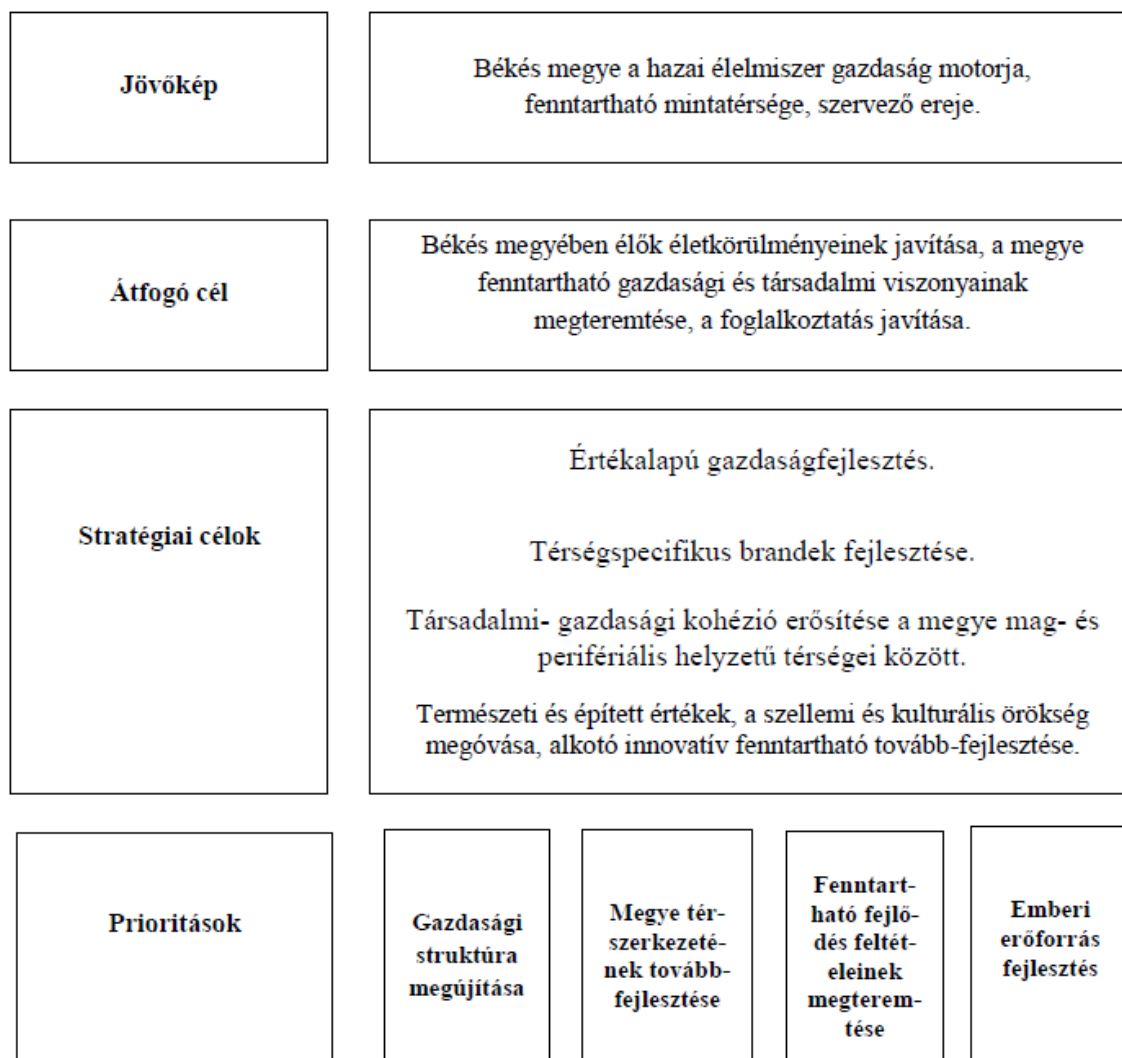 Jövőkép
Békés megye a hazai élelmiszer gazdaság motorja,
fenntartható mintatérsége, szervező ereje.
Átfogó cél
Békés megyében élők életkörülményeinek javítása, a megye
fenntartható gazdasági és társadalmi viszonyainak
megteremtése, a foglalkoztatás javítása.
Stratégiai célok
Értékalapú gazdaságfejlesztés.
Térségspecifikus brandek fejlesztése.
Társadalmi- gazdasági kohézió erősítése a megye mag- és
perifériális helyzetű térségei között.
Természeti és épített értékek, a szellemi és kulturális örökség
megóvása, alkotó innovatív fenntartható tovább-fejlesztése.
Prioritások
Gazdasági
struktúra
megújítása
Megye tér-
szerkezeté-
nek tovább-
fejlesztése
Fenntart-
ható fejlő-
dés feltét-
eleinek
megterem-
tése
Emberi
erőforrás
fejlesztés